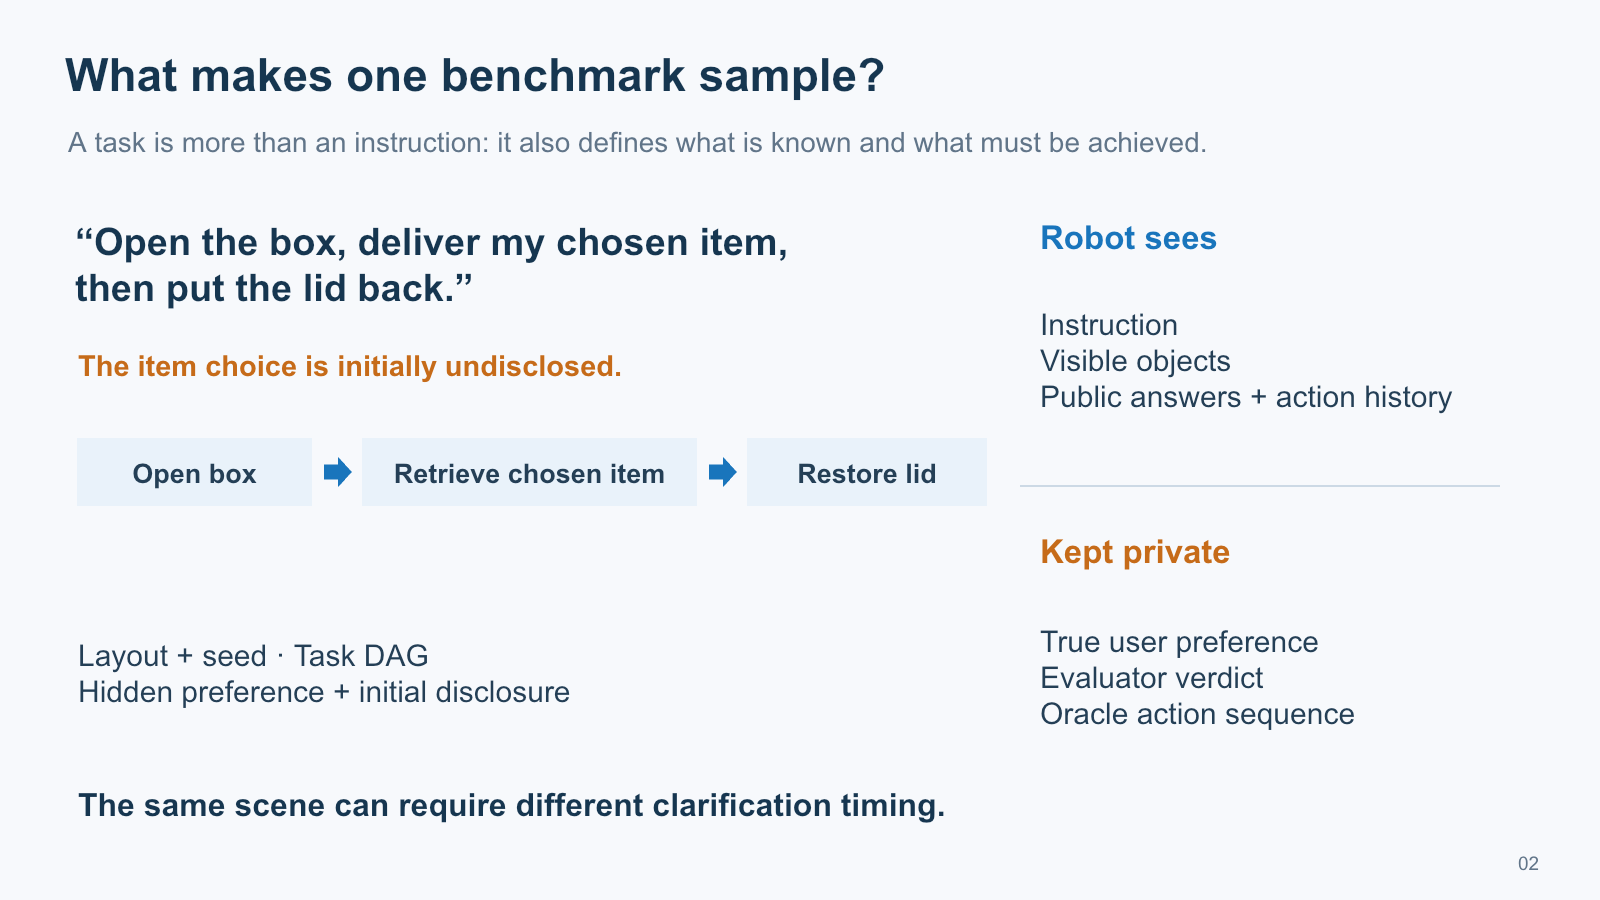 What makes one benchmark sample?
A task is more than an instruction: it also defines what is known and what must be achieved.
“Open the box, deliver my chosen item,
then put the lid back.”
The item choice is initially undisclosed.
Open box
Retrieve chosen item
Restore lid
Layout + seed · Task DAG
Hidden preference + initial disclosure
The same scene can require different clarification timing.
Robot sees
Instruction
Visible objects
Public answers + action history
Kept private
True user preference
Evaluator verdict
Oracle action sequence
02